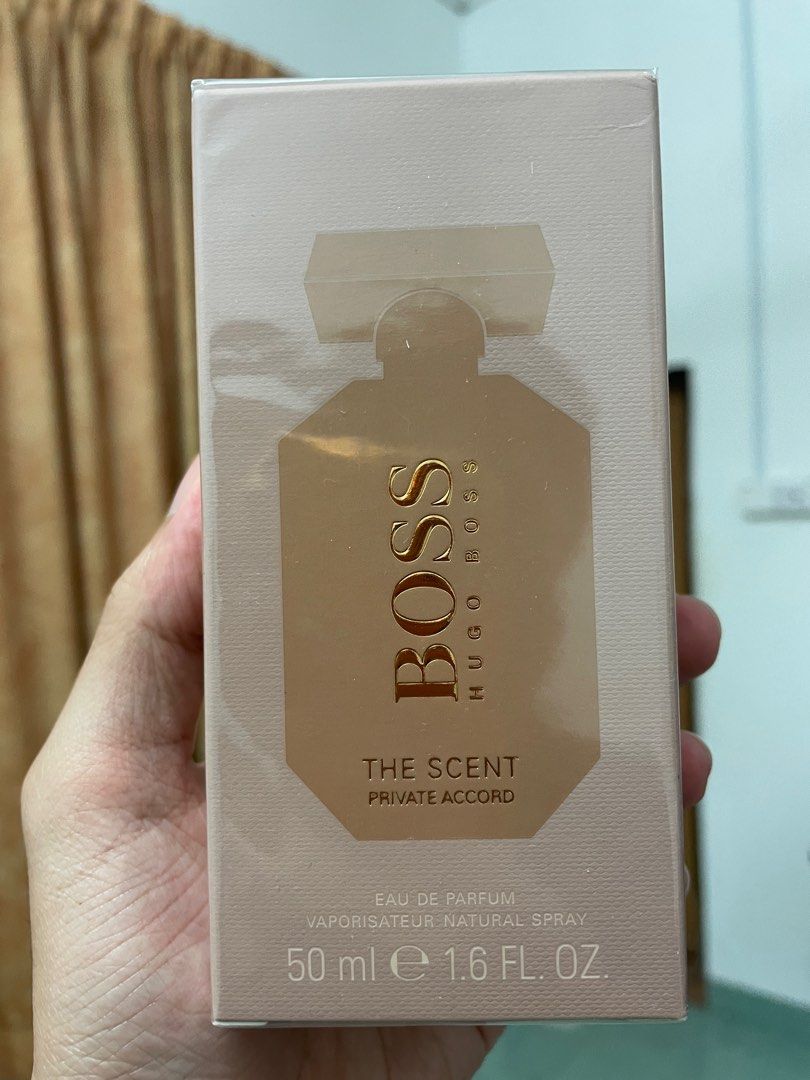 BOSS
HUGO BOSS
THE SCENT
PRIVATE ACCORD
EAU DE PARFUM
VAPORISATEUR NATURAL SPRAY
50 ml ℮ 1.6 FL. OZ.